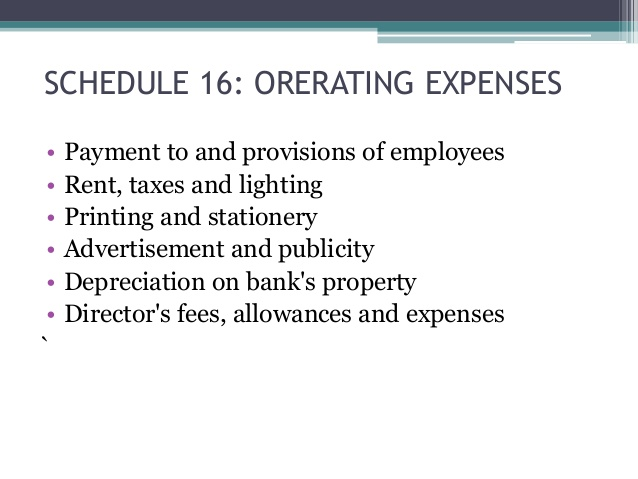 SCHEDULE 16: ORERATING EXPENSES
• Payment to and provisions of employees
• Rent, taxes and lighting
• Printing and stationery
• Advertisement and publicity
• Depreciation on bank's property
• Director's fees, allowances and expenses
`